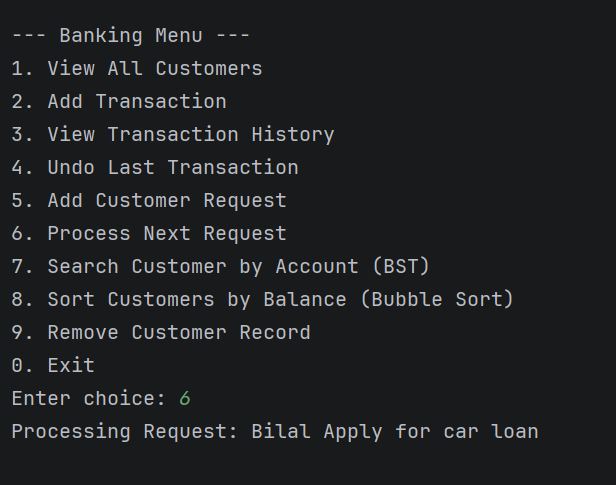 --- Banking Menu ---
1. View All Customers
2. Add Transaction
3. View Transaction History
4. Undo Last Transaction
5. Add Customer Request
6. Process Next Request
7. Search Customer by Account (BST)
8. Sort Customers by Balance (Bubble Sort)
9. Remove Customer Record
0. Exit
Enter choice: 6
Processing Request: Bilal Apply for car loan